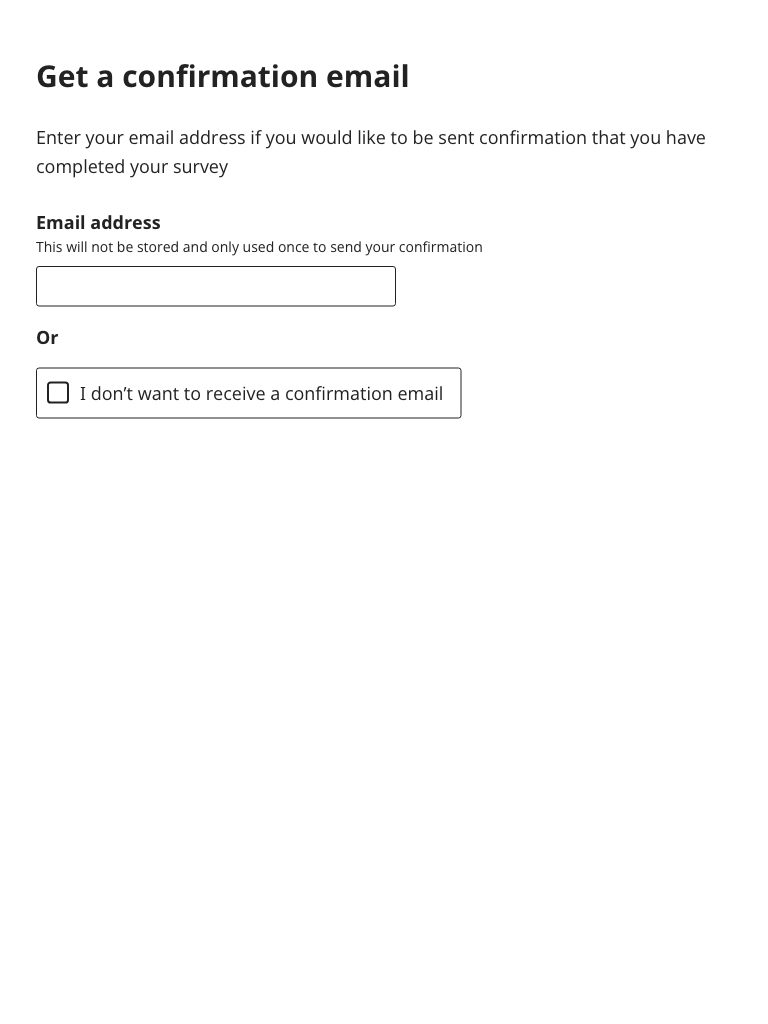 Get a confirmation email
Enter your email address if you would like to be sent confirmation that you have
completed your survey
Email address
This will not be stored and only used once to send your confirmation
Or
I don’t want to receive a confirmation email